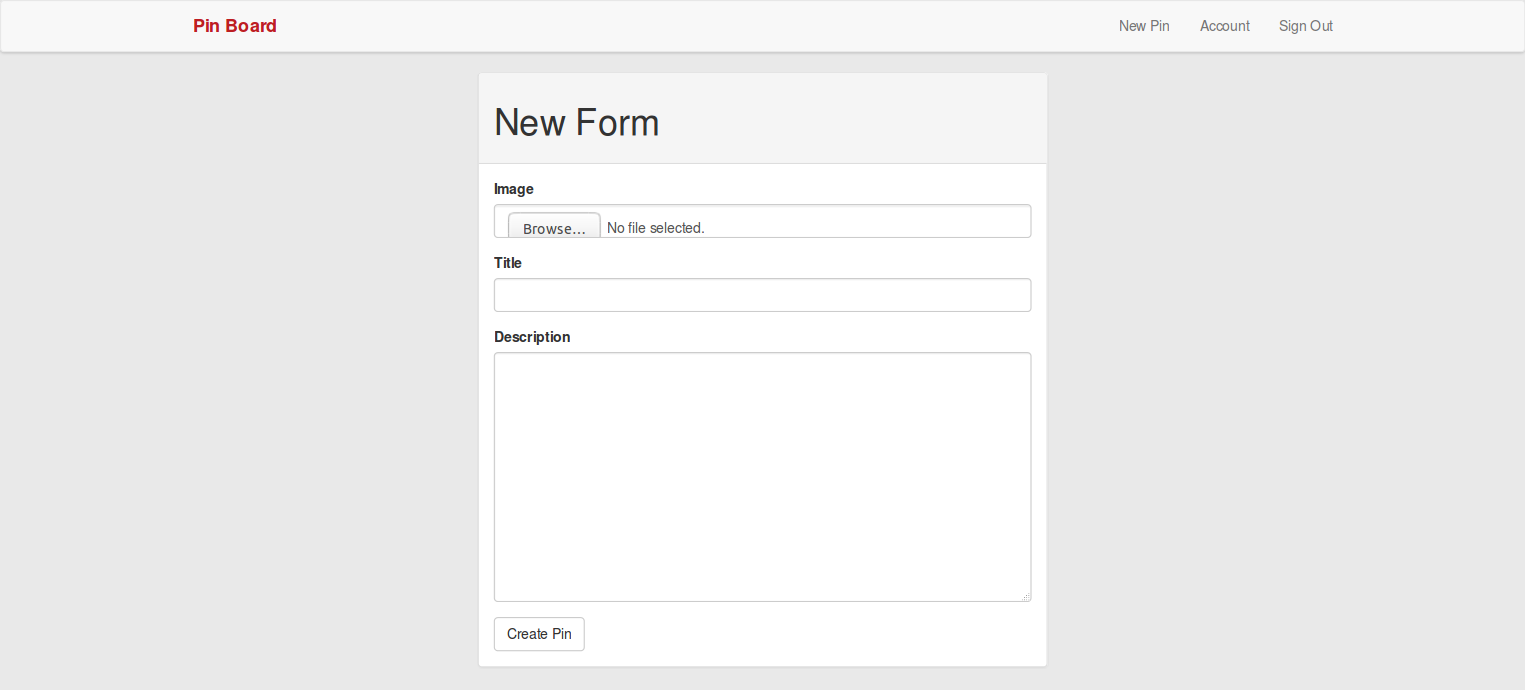 Pin Board New Pin Account Sign Out
New Form
Image
Browse... No file selected.
Title
Description
Create Pin